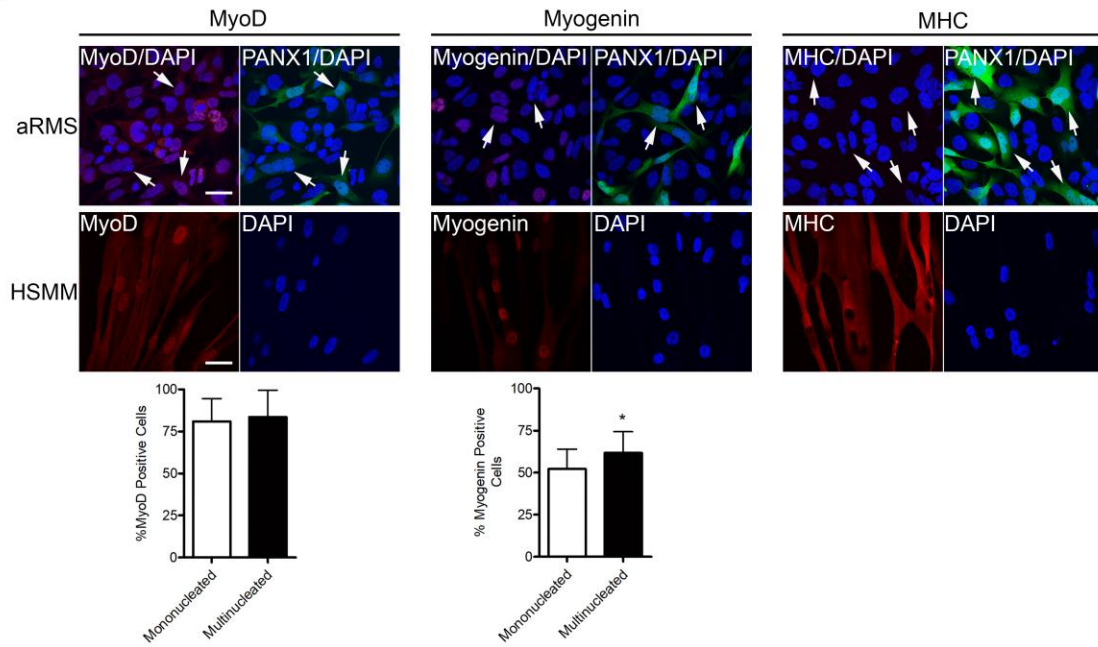 MyoD
Myogenin
MHC
aRMS
MyoD/DAPI
PANX1/DAPI
Myogenin/DAPI
PANX1/DAPI
MHC/DAPI
PANX1/DAPI
HSMM
MyoD
DAPI
Myogenin
DAPI
MHC
DAPI
%MyoD Positive Cells
100
75
50
25
0
Mononucleated
Multinucleated
% Myogenin Positive
Cells
100
75
50
25
0
*
Mononucleated
Multinucleated